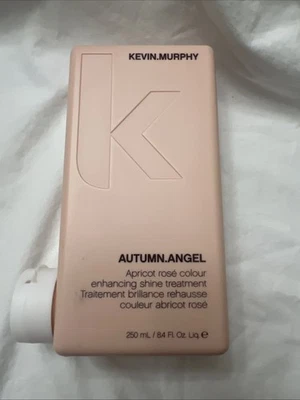 KEVIN.MURPHY
K
AUTUMN.ANGEL
Apricot rosé colour
enhancing shine treatment
Traitement brillance rehausse
couleur abricot rosé
250 mL / 8.4 Fl. Oz. Liq. e